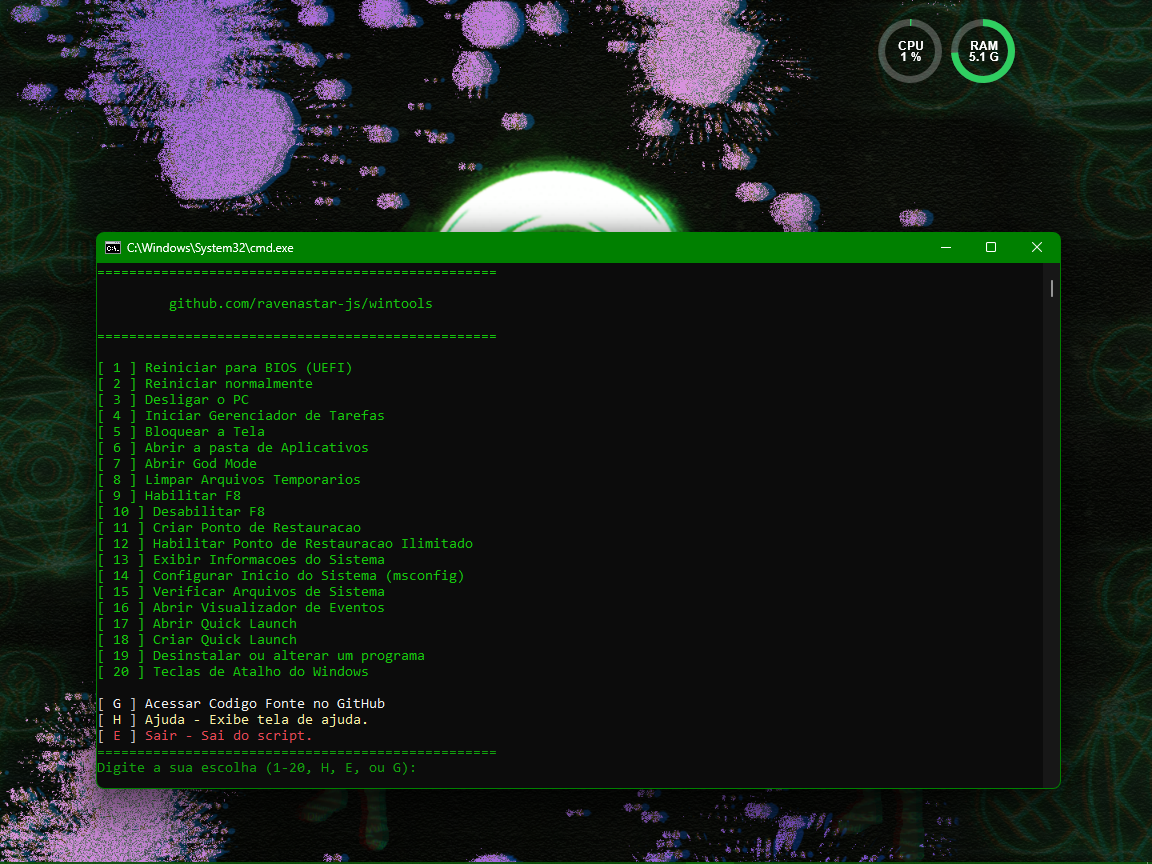 CPU
1 %
RAM
5.1 G
C:\Windows\System32\cmd.exe
==================================================
github.com/ravenastar-js/wintools
==================================================
[ 1 ] Reiniciar para BIOS (UEFI)
[ 2 ] Reiniciar normalmente
[ 3 ] Desligar o PC
[ 4 ] Iniciar Gerenciador de Tarefas
[ 5 ] Bloquear a Tela
[ 6 ] Abrir a pasta de Aplicativos
[ 7 ] Abrir God Mode
[ 8 ] Limpar Arquivos Temporarios
[ 9 ] Habilitar F8
[ 10 ] Desabilitar F8
[ 11 ] Criar Ponto de Restauracao
[ 12 ] Habilitar Ponto de Restauracao Ilimitado
[ 13 ] Exibir Informacoes do Sistema
[ 14 ] Configurar Inicio do Sistema (msconfig)
[ 15 ] Verificar Arquivos de Sistema
[ 16 ] Abrir Visualizador de Eventos
[ 17 ] Abrir Quick Launch
[ 18 ] Criar Quick Launch
[ 19 ] Desinstalar ou alterar um programa
[ 20 ] Teclas de Atalho do Windows
[ G ] Acessar Codigo Fonte no GitHub
[ H ] Ajuda - Exibe tela de ajuda.
[ E ] Sair - Sai do script.
==================================================
Digite a sua escolha (1-20, H, E, ou G):